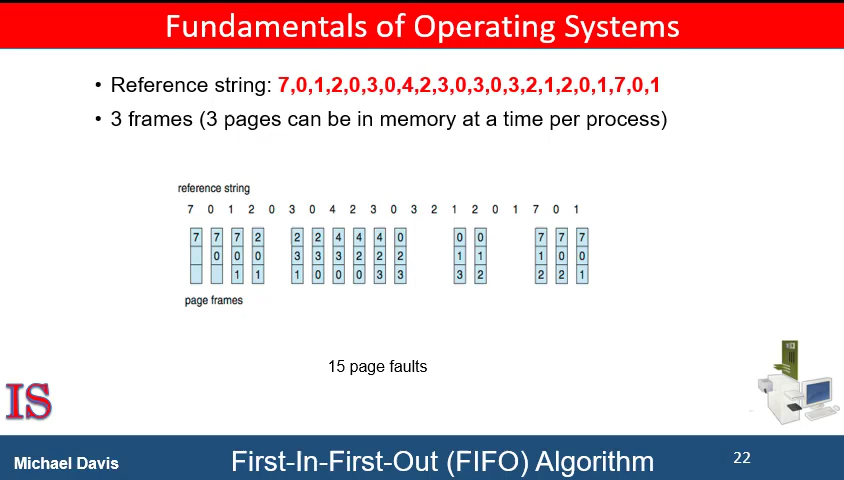 Fundamentals of Operating Systems
• Reference string: 7,0,1,2,0,3,0,4,2,3,0,3,0,3,2,1,2,0,1,7,0,1
• 3 frames (3 pages can be in memory at a time per process)
reference string
7 0 1 2 0 3 0 4 2 3 0 3 2 1 2 0 1 7 0 1
7 7 7 2 2 2 4 4 4 0 0 0 7 7 7
0 0 0 3 3 3 2 2 2 1 1 1 0 0
1 1 1 0 0 0 3 3 3 2 2 2 1
page frames
15 page faults
IS
Michael Davis
First-In-First-Out (FIFO) Algorithm
22